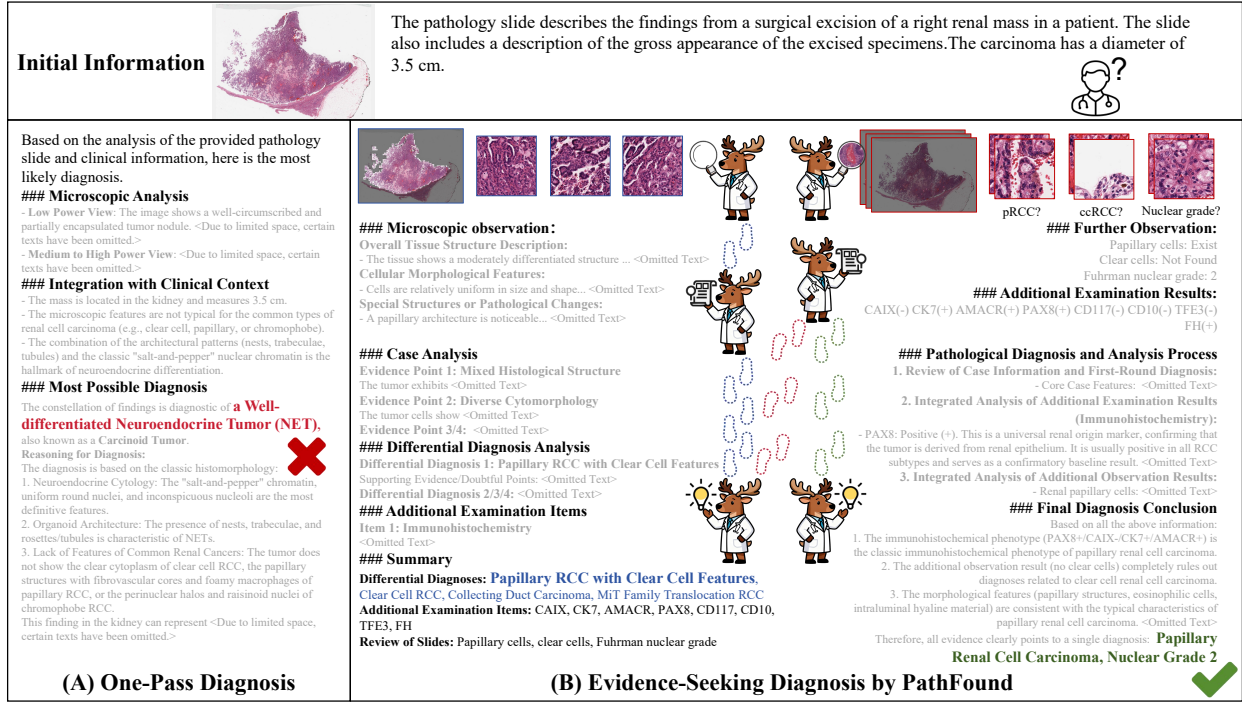 Initial Information
The pathology slide describes the findings from a surgical excision of a right renal mass in a patient. The slide
also includes a description of the gross appearance of the excised specimens.The carcinoma has a diameter of
3.5 cm.
?
Based on the analysis of the provided pathology
slide and clinical information, here is the most
likely diagnosis.
### Microscopic Analysis
- Low Power View: The image shows a well-circumscribed and
partially encapsulated tumor nodule. <Due to limited space, certain
texts have been omitted.>
- Medium to High Power View: <Due to limited space, certain
texts have been omitted.>
### Integration with Clinical Context
- The mass is located in the kidney and measures 3.5 cm.
- The microscopic features are not typical for the common types of
renal cell carcinoma (e.g., clear cell, papillary, or chromophobe).
- The combination of the architectural patterns (nests, trabeculae,
tubules) and the classic "salt-and-pepper" nuclear chromatin is the
hallmark of neuroendocrine differentiation.
### Most Possible Diagnosis
The constellation of findings is diagnostic of a Well-
differentiated Neuroendocrine Tumor (NET),
also known as a Carcinoid Tumor.
Reasoning for Diagnosis:
The diagnosis is based on the classic histomorphology:
1. Neuroendocrine Cytology: The "salt-and-pepper" chromatin,
uniform round nuclei, and inconspicuous nucleoli are the most
definitive features.
2. Organoid Architecture: The presence of nests, trabeculae, and
rosettes/tubules is characteristic of NETs.
3. Lack of Features of Common Renal Cancers: The tumor does
not show the clear cytoplasm of clear cell RCC, the papillary
structures with fibrovascular cores and foamy macrophages of
papillary RCC, or the perinuclear halos and raisinoid nuclei of
chromophobe RCC.
This finding in the kidney can represent <Due to limited space,
certain texts have been omitted.>
(A) One-Pass Diagnosis
### Microscopic observation:
Overall Tissue Structure Description:
- The tissue shows a moderately differentiated structure ... <Omitted Text>
Cellular Morphological Features:
- Cells are relatively uniform in size and shape... <Omitted Text>
Special Structures or Pathological Changes:
- A papillary architecture is noticeable... <Omitted Text>
### Case Analysis
Evidence Point 1: Mixed Histological Structure
The tumor exhibits <Omitted Text>
Evidence Point 2: Diverse Cytomorphology
The tumor cells show <Omitted Text>
Evidence Point 3/4: <Omitted Text>
### Differential Diagnosis Analysis
Differential Diagnosis 1: Papillary RCC with Clear Cell Features
Supporting Evidence/Doubtful Points: <Omitted Text>
Differential Diagnosis 2/3/4: <Omitted Text>
### Additional Examination Items
Item 1: Immunohistochemistry
<Omitted Text>
### Summary
Differential Diagnoses: Papillary RCC with Clear Cell Features,
Clear Cell RCC, Collecting Duct Carcinoma, MiT Family Translocation RCC
Additional Examination Items: CAIX, CK7, AMACR, PAX8, CD117, CD10,
TFE3, FH
Review of Slides: Papillary cells, clear cells, Fuhrman nuclear grade
pRCC? ccRCC? Nuclear grade?
### Further Observation:
Papillary cells: Exist
Clear cells: Not Found
Fuhrman nuclear grade: 2
### Additional Examination Results:
CAIX(-) CK7(+) AMACR(+) PAX8(+) CD117(-) CD10(-) TFE3(-)
FH(+)
### Pathological Diagnosis and Analysis Process
1. Review of Case Information and First-Round Diagnosis:
- Core Case Features: <Omitted Text>
2. Integrated Analysis of Additional Examination Results
(Immunohistochemistry):
- PAX8: Positive (+). This is a universal renal origin marker, confirming that
the tumor is derived from renal epithelium. It is usually positive in all RCC
subtypes and serves as a confirmatory baseline result. <Omitted Text>
3. Integrated Analysis of Additional Observation Results:
- Renal papillary cells: <Omitted Text>
### Final Diagnosis Conclusion
Based on all the above information:
1. The immunohistochemical phenotype (PAX8+/CAIX-/CK7+/AMACR+) is
the classic immunohistochemical phenotype of papillary renal cell carcinoma.
2. The additional observation result (no clear cells) completely rules out
diagnoses related to clear cell renal cell carcinoma.
3. The morphological features (papillary structures, eosinophilic cells,
intraluminal hyaline material) are consistent with the typical characteristics of
papillary renal cell carcinoma. <Omitted Text>
Therefore, all evidence clearly points to a single diagnosis: Papillary
Renal Cell Carcinoma, Nuclear Grade 2
(B) Evidence-Seeking Diagnosis by PathFound